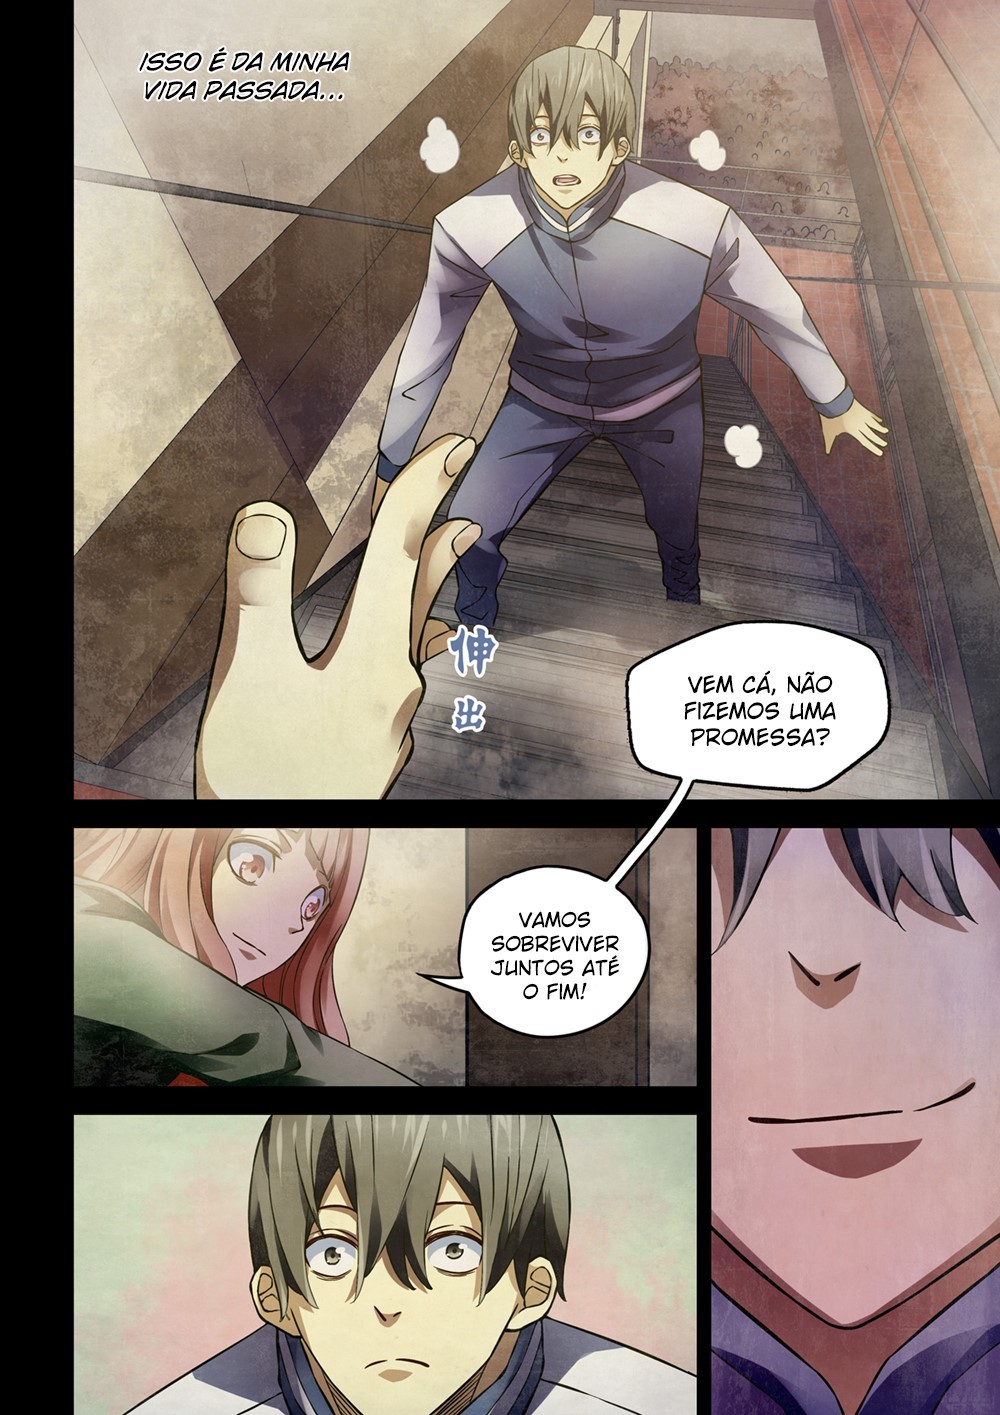 ISSO É DA MINHA
VIDA PASSADA...
伸
出
VEM CÁ, NÃO
FIZEMOS UMA
PROMESSA?
VAMOS
SOBREVIVER
JUNTOS ATÉ
O FIM!